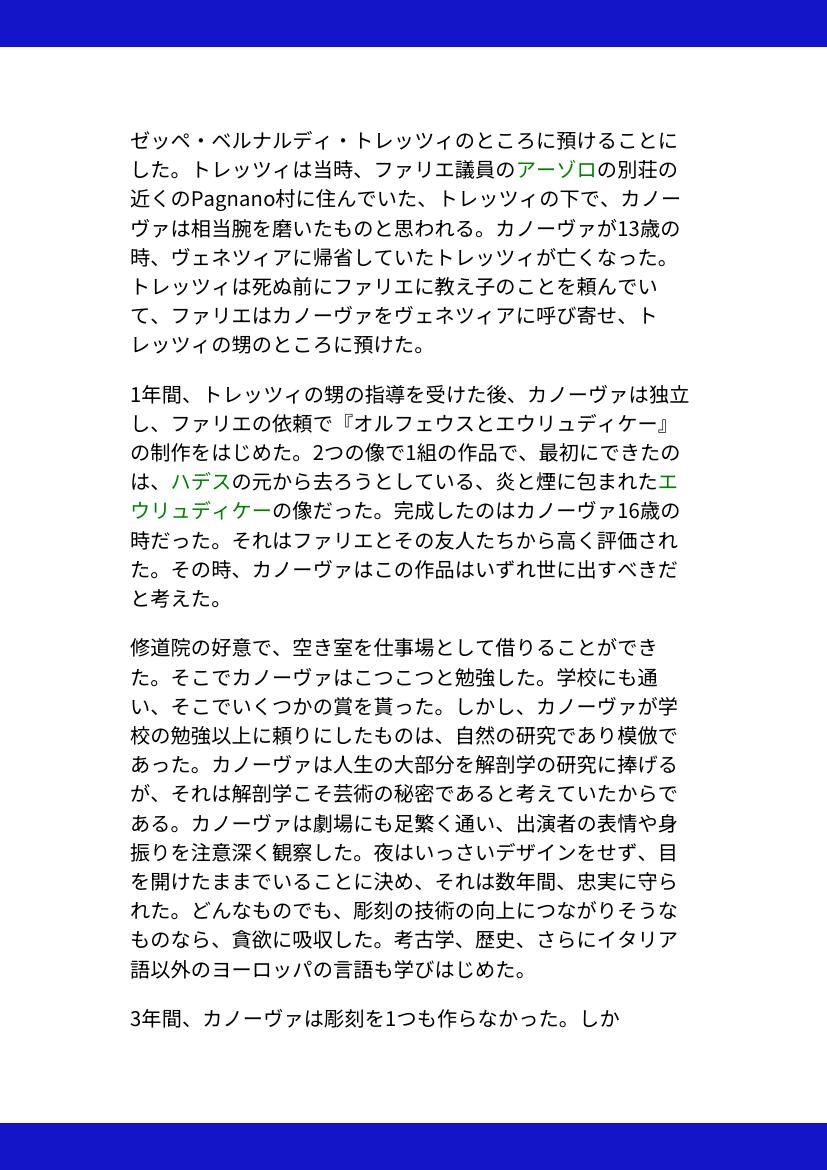 ゼッペ・ベルナルディ・トレッツィのところに預けることに
した。トレッツィは当時、ファリエ議員のアーゾロの別荘の
近くのPagnano村に住んでいた、トレッツィの下で、カノー
ヴァは相当腕を磨いたものと思われる。カノーヴァが13歳の
時、ヴェネツィアに帰省していたトレッツィが亡くなった。
トレッツィは死ぬ前にファリエに教え子のことを頼んでい
て、ファリエはカノーヴァをヴェネツィアに呼び寄せ、ト
レッツィの甥のところに預けた。
1年間、トレッツィの甥の指導を受けた後、カノーヴァは独立
し、ファリエの依頼で『オルフェウスとエウリュディケー』
の制作をはじめた。2つの像で1組の作品で、最初にできたの
は、ハデスの元から去ろうとしている、炎と煙に包まれたエ
ウリュディケーの像だった。完成したのはカノーヴァ16歳の
時だった。それはファリエとその友人たちから高く評価され
た。その時、カノーヴァはこの作品はいずれ世に出すべきだ
と考えた。
修道院の好意で、空き室を仕事場として借りることができ
た。そこでカノーヴァはこつこつと勉強した。学校にも通
い、そこでいくつかの賞を貰った。しかし、カノーヴァが学
校の勉強以上に頼りにしたものは、自然の研究であり模倣で
あった。カノーヴァは人生の大部分を解剖学の研究に捧げる
が、それは解剖学こそ芸術の秘密であると考えていたからで
ある。カノーヴァは劇場にも足繁く通い、出演者の表情や身
振りを注意深く観察した。夜はいっさいデザインをせず、目
を開けたままでいることに決め、それは数年間、忠実に守ら
れた。どんなものでも、彫刻の技術の向上につながりそうな
ものなら、貪欲に吸収した。考古学、歴史、さらにイタリア
語以外のヨーロッパの言語も学びはじめた。
3年間、カノーヴァは彫刻を1つも作らなかった。しか